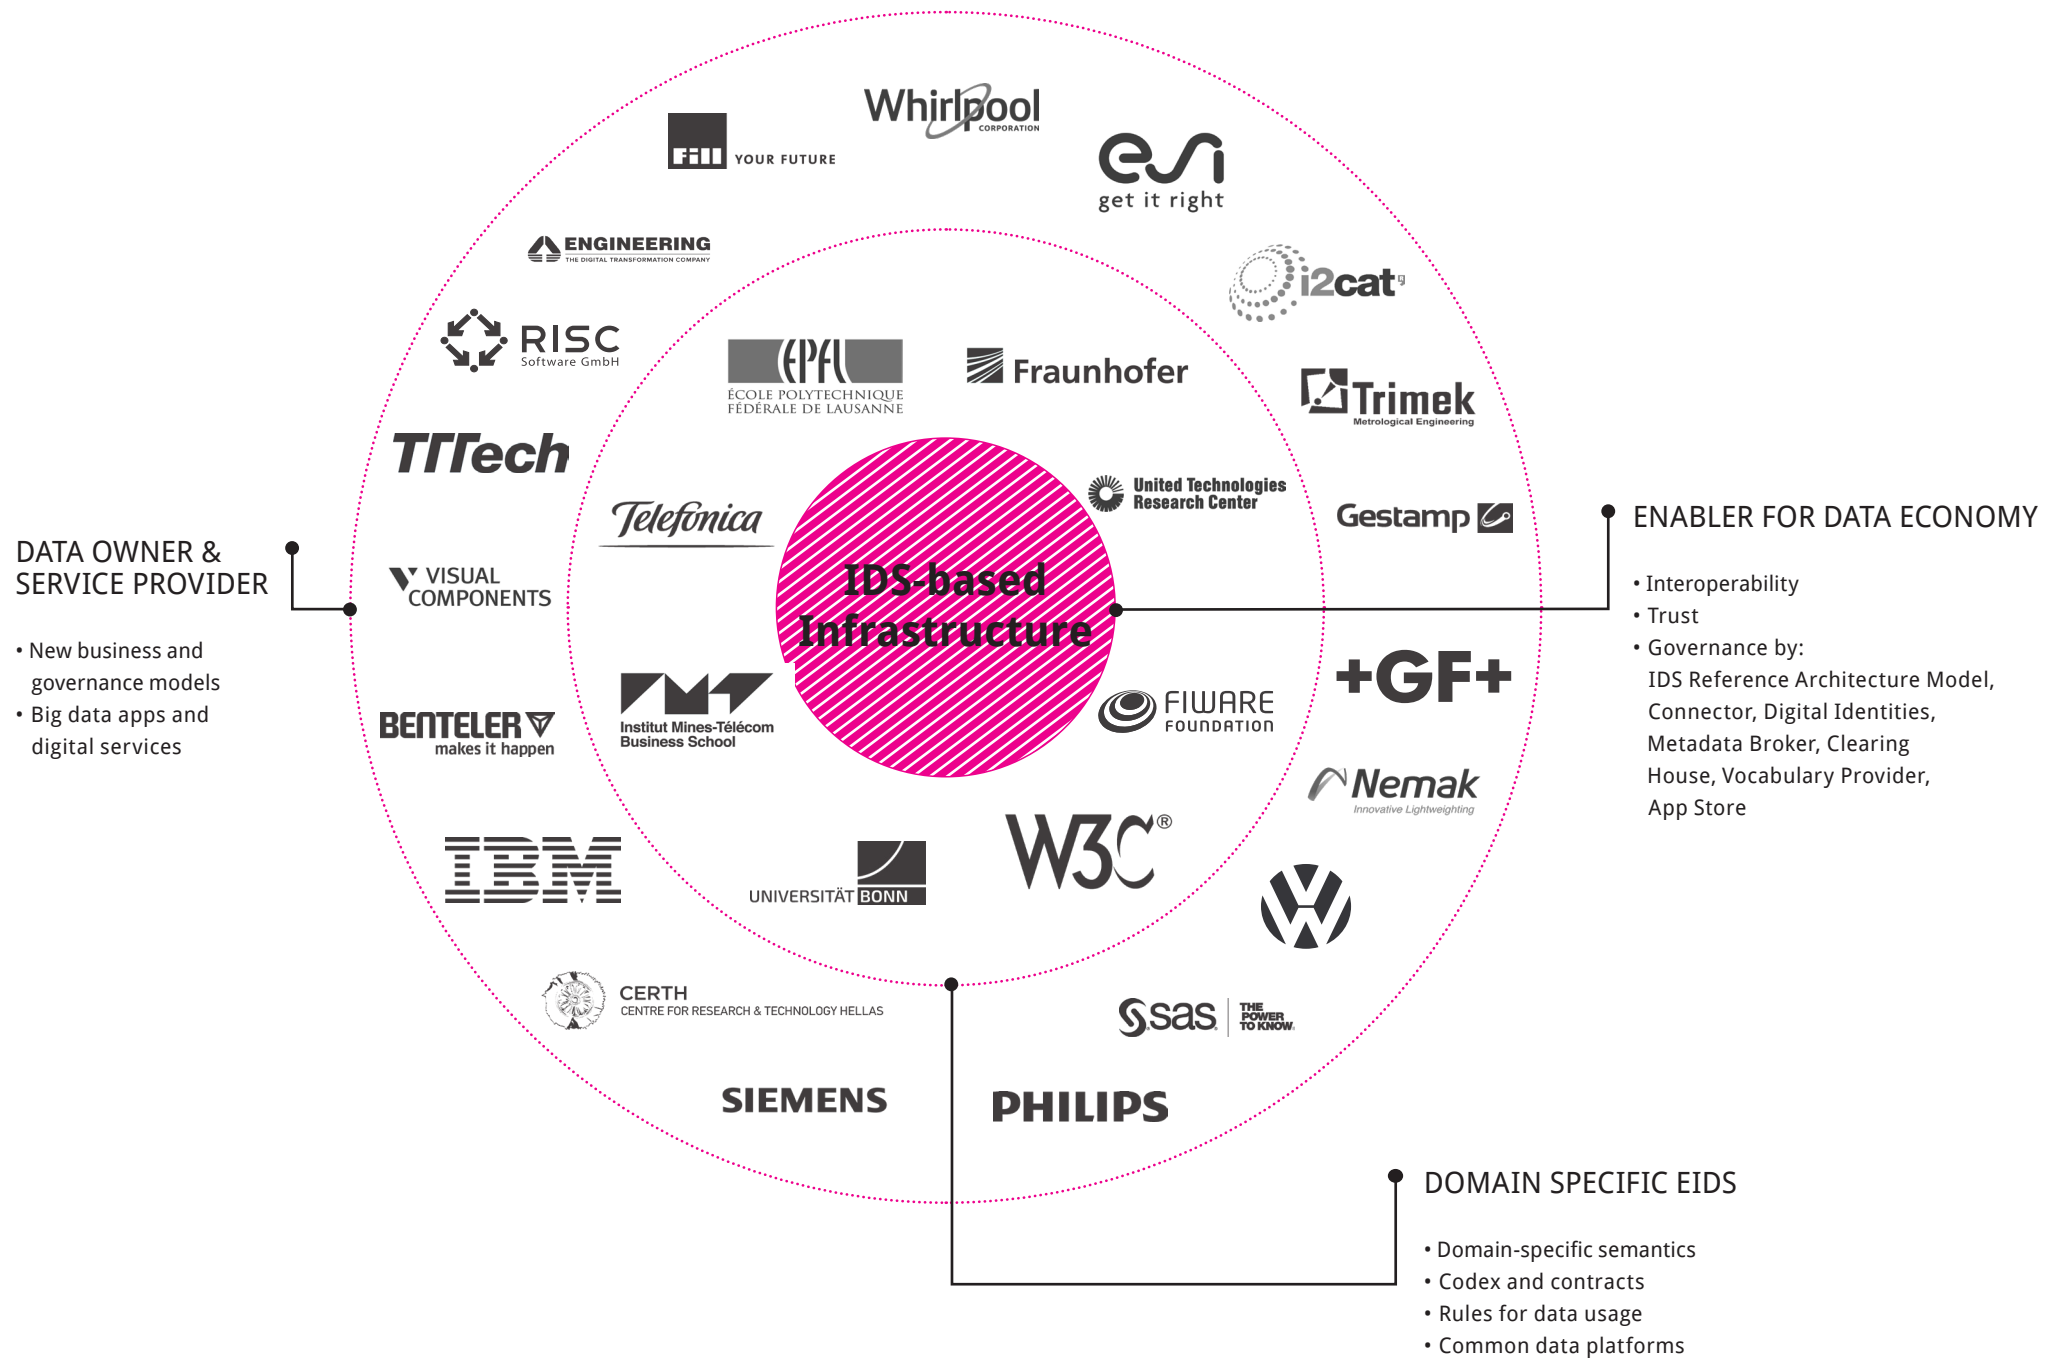 Whirlpool
CORPORATION
Fill YOUR FUTURE
esi
get it right
ENGINEERING
THE DIGITAL TRANSFORMATION COMPANY
i2cat
RISC
Software GmbH
EPFL
ÉCOLE POLYTECHNIQUE
FÉDÉRALE DE LAUSANNE
Fraunhofer
Trimek
Metrological Engineering
TTTech
Telefónica
United Technologies
Research Center
Gestamp
DATA OWNER &
SERVICE PROVIDER
• New business and
governance models
• Big data apps and
digital services
VISUAL
COMPONENTS
IDS-based
Infrastructure
ENABLER FOR DATA ECONOMY
• Interoperability
• Trust
• Governance by:
IDS Reference Architecture Model,
Connector, Digital Identities,
Metadata Broker, Clearing
House, Vocabulary Provider,
App Store
+GF+
BENTELER
makes it happen
Institut Mines-Télécom
Business School
FIWARE
FOUNDATION
Nemak
Innovative Lightweighting
IBM
UNIVERSITÄT BONN
W3C®
VW
CERTH
CENTRE FOR RESEARCH & TECHNOLOGY HELLAS
sas
THE
POWER
TO KNOW.
SIEMENS
PHILIPS
DOMAIN SPECIFIC EIDS
• Domain-specific semantics
• Codex and contracts
• Rules for data usage
• Common data platforms